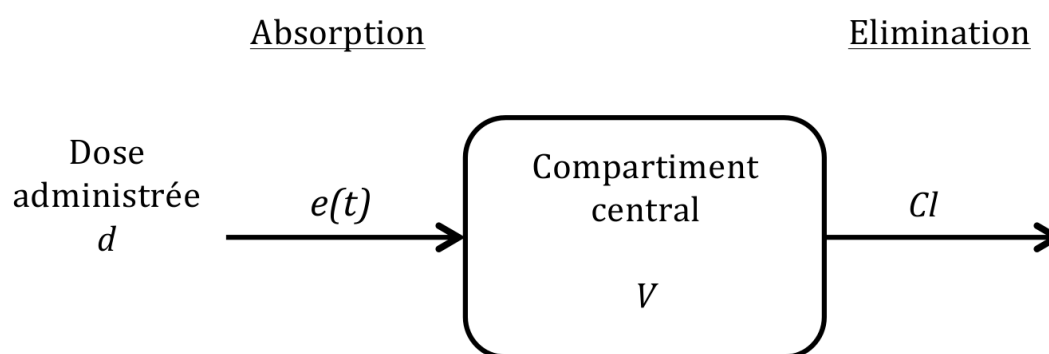 Absorption
Elimination
Dose
administrée
d
e(t)
Compartiment
central
V
Cl